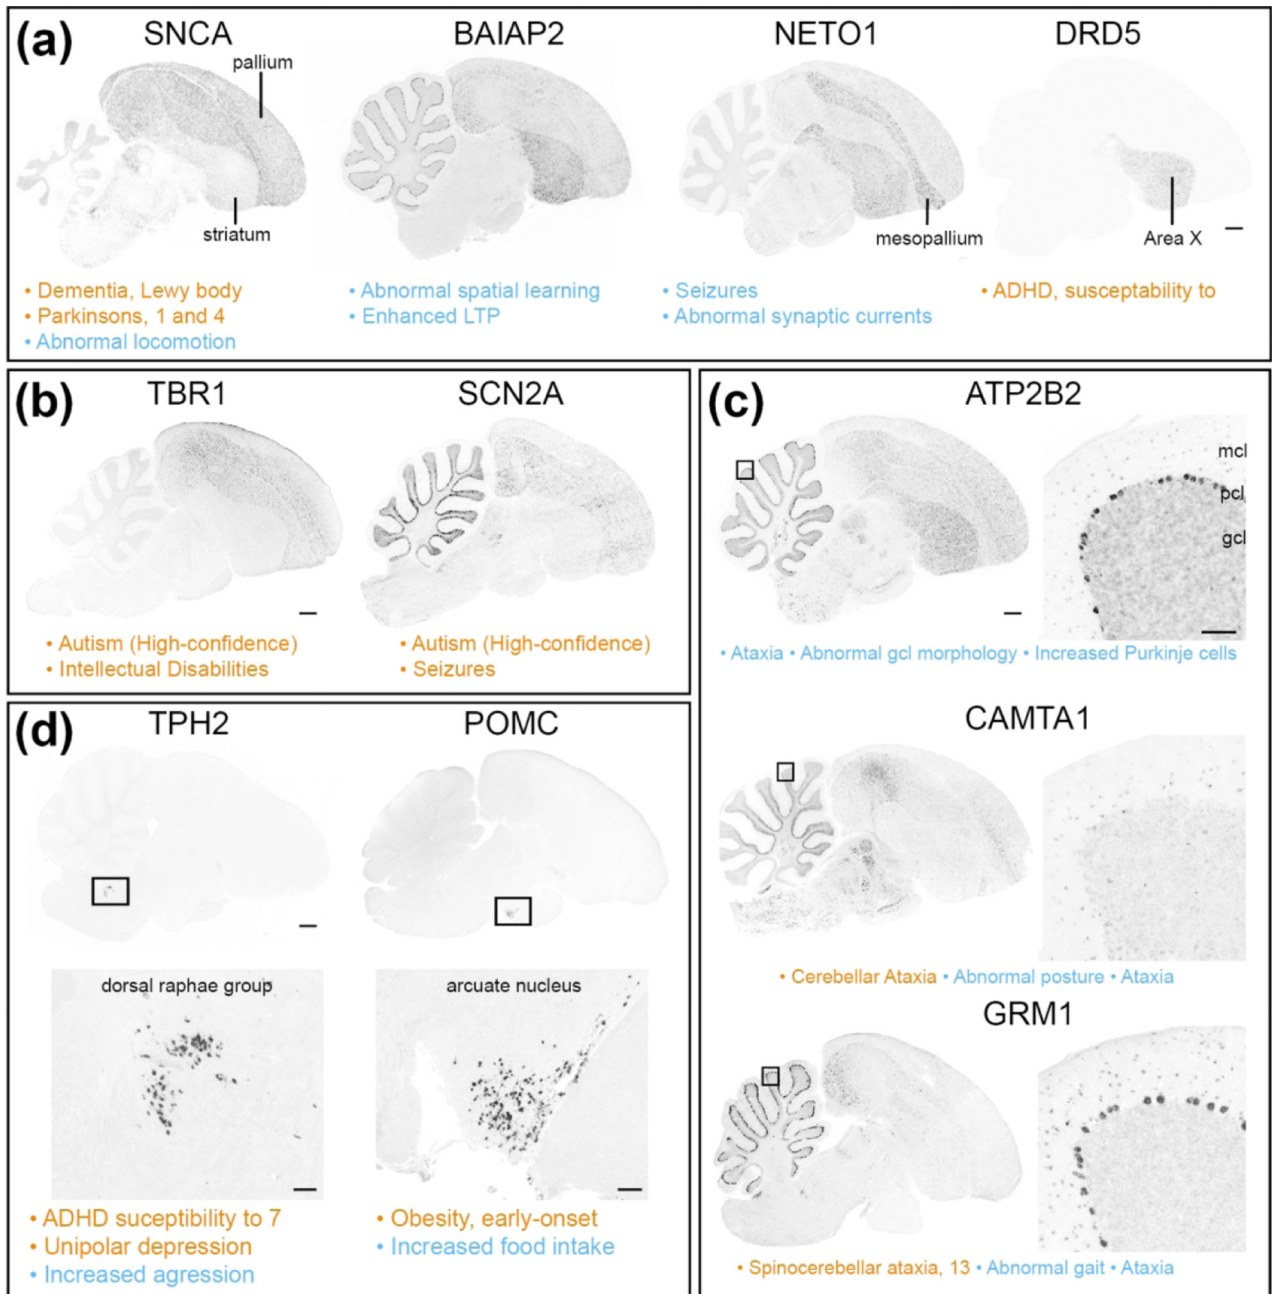 (a)
SNCA
BAIAP2
NETO1
DRD5
pallium
striatum
mesopallium
Area X
• Dementia, Lewy body
• Parkinsons, 1 and 4
• Abnormal locomotion
• Abnormal spatial learning
• Enhanced LTP
• Seizures
• Abnormal synaptic currents
• ADHD, susceptability to
(b)
TBR1
SCN2A
• Autism (High-confidence)
• Intellectual Disabilities
• Autism (High-confidence)
• Seizures
(c)
ATP2B2
mcl
pcl
gcl
• Ataxia • Abnormal gcl morphology • Increased Purkinje cells
CAMTA1
• Cerebellar Ataxia • Abnormal posture • Ataxia
GRM1
• Spinocerebellar ataxia, 13 • Abnormal gait • Ataxia
(d)
TPH2
POMC
dorsal raphae group
arcuate nucleus
• ADHD suceptibility to 7
• Unipolar depression
• Increased agression
• Obesity, early-onset
• Increased food intake